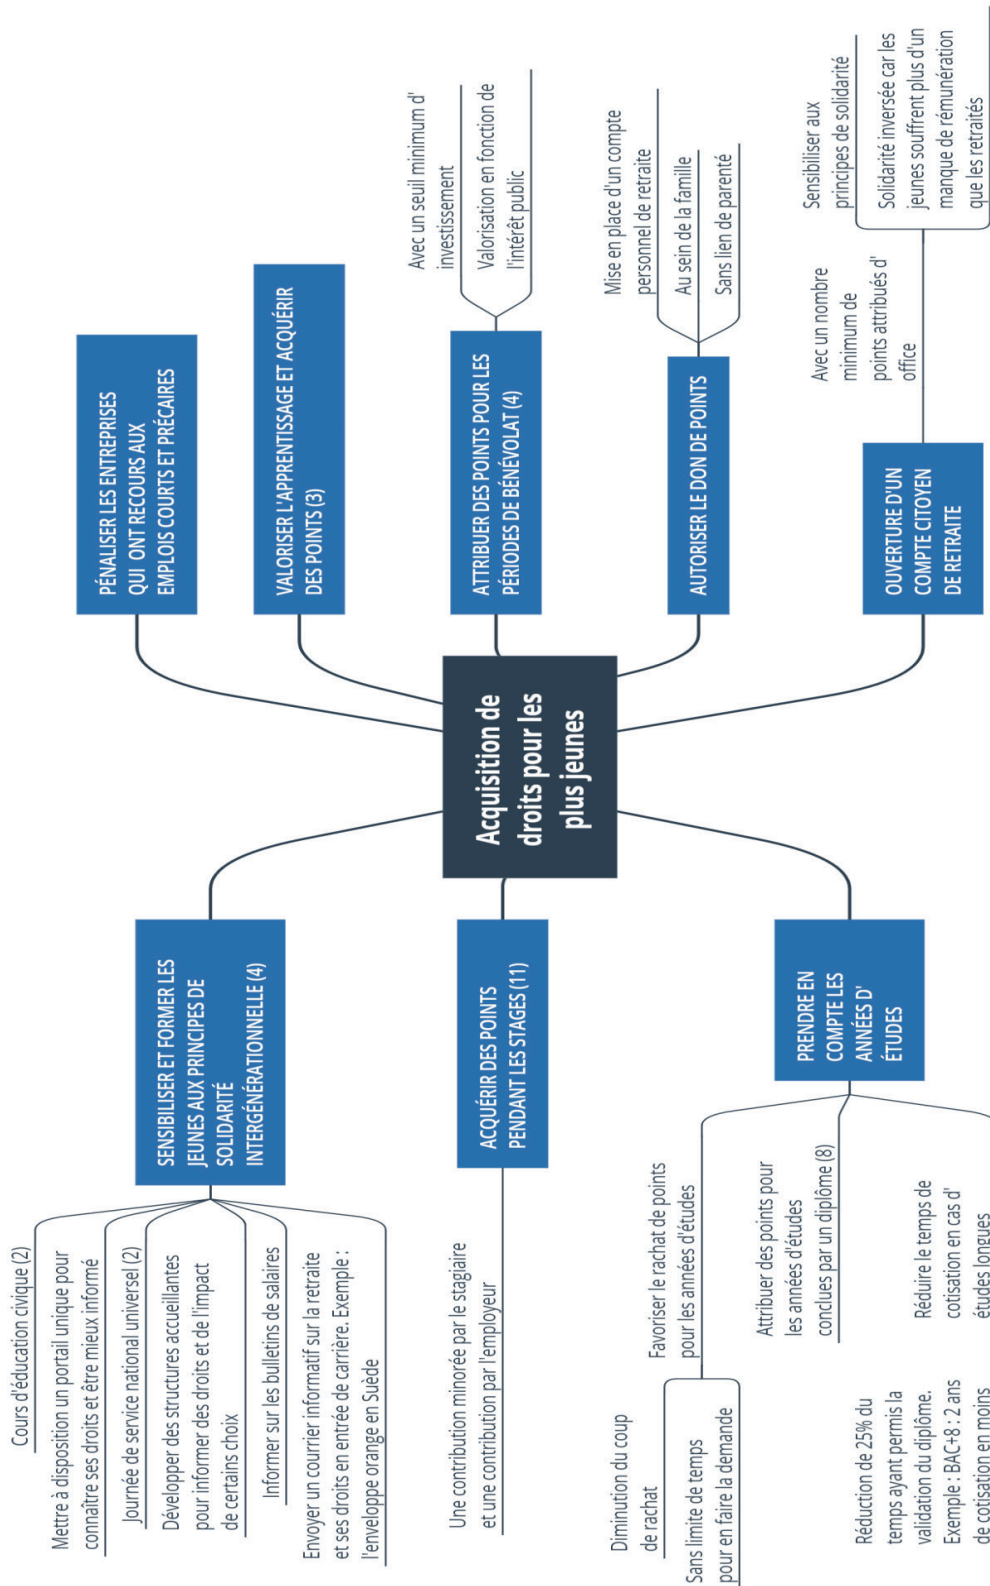 Acquisition de
droits pour les
plus jeunes
SENSIBILISER ET FORMER LES
JEUNES AUX PRINCIPES DE
SOLIDARITÉ
INTERGÉNÉRATIONNELLE (4)
Cours d'éducation civique (2)
Mettre à disposition un portail unique pour
connaître ses droits et être mieux informé
Journée de service national universel (2)
Développer des structures accueillantes
pour informer des droits et de l'impact
de certains choix
Informer sur les bulletins de salaires
Envoyer un courrier informatif sur la retraite
et ses droits en entrée de carrière. Exemple :
l'enveloppe orange en Suède
ACQUÉRIR DES POINTS
PENDANT LES STAGES (11)
Une contribution minorée par le stagiaire
et une contribution par l'employeur
PRENDRE EN
COMPTE LES
ANNÉES D'
ÉTUDES
Favoriser le rachat de points
pour les années d'études
Diminution du coup
de rachat
Sans limite de temps
pour en faire la demande
Attribuer des points pour
les années d'études
conclues par un diplôme (8)
Réduire le temps de
cotisation en cas d'
études longues
Réduction de 25% du
temps ayant permis la
validation du diplôme.
Exemple : BAC+8 : 2 ans
de cotisation en moins
PÉNALISER LES ENTREPRISES
QUI ONT RECOURS AUX
EMPLOIS COURTS ET PRÉCAIRES
VALORISER L'APPRENTISSAGE ET ACQUÉRIR
DES POINTS (3)
ATTRIBUER DES POINTS POUR LES
PÉRIODES DE BÉNÉVOLAT (4)
Avec un seuil minimum d'
investissement
Valorisation en fonction de
l'intérêt public
AUTORISER LE DON DE POINTS
Mise en place d'un compte
personnel de retraite
Au sein de la famille
Sans lien de parenté
OUVERTURE D'UN
COMPTE CITOYEN
DE RETRAITE
Avec un nombre
minimum de
points attribués d'
office
Sensibiliser aux
principes de solidarité
Solidarité inversée car les
jeunes souffrent plus d'un
manque de rémunération
que les retraités